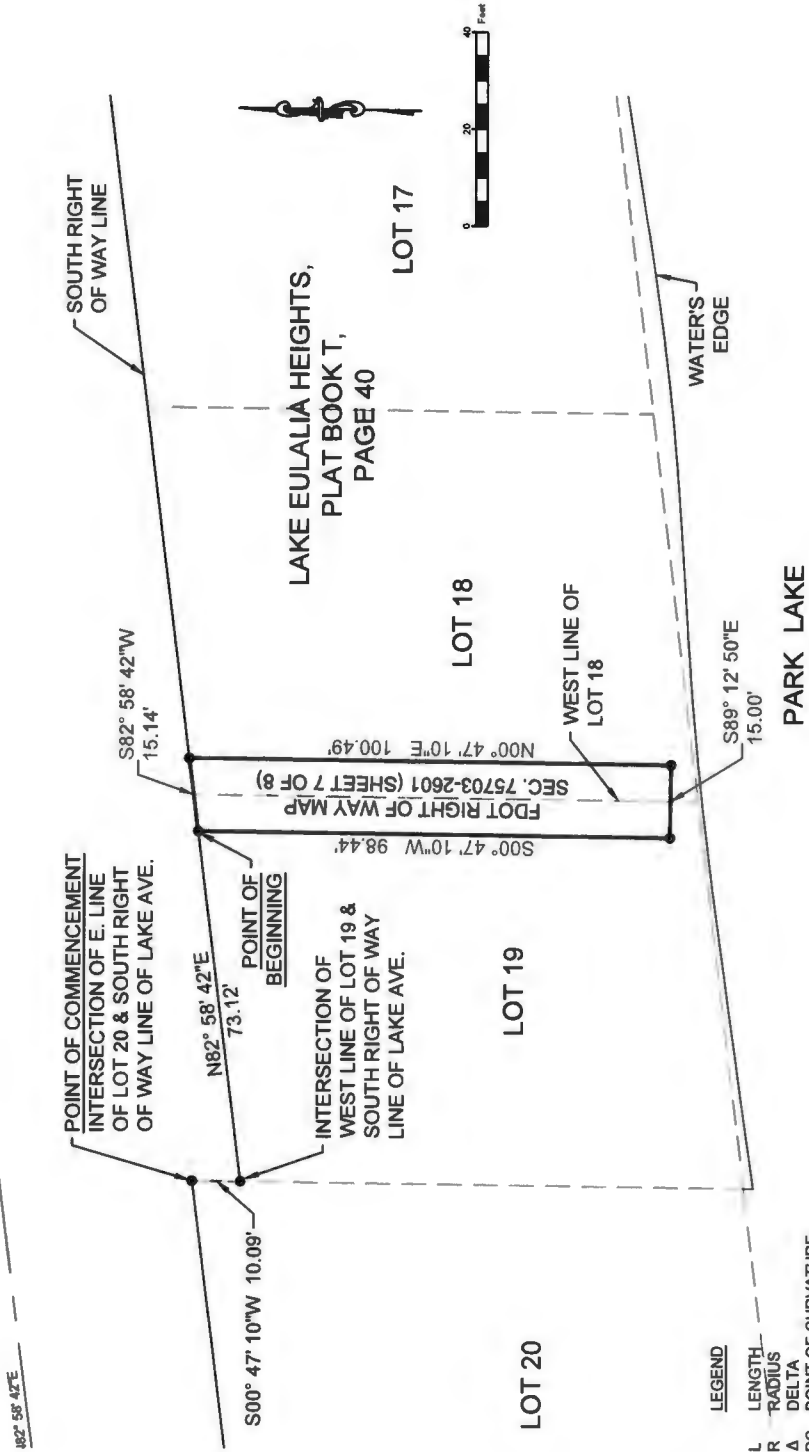 N82° 58' 42"E
SOUTH RIGHT
OF WAY LINE
POINT OF COMMENCEMENT
INTERSECTION OF E. LINE
OF LOT 20 & SOUTH RIGHT
OF WAY LINE OF LAKE AVE.
S82° 58' 42"W
15.14'
N82° 58' 42"E
73.12'
POINT OF
BEGINNING
INTERSECTION OF
WEST LINE OF LOT 19 &
SOUTH RIGHT OF WAY
LINE OF LAKE AVE.
S00° 47' 10"W 10.09'
LAKE EULALIA HEIGHTS,
PLAT BOOK T,
PAGE 40
LOT 17
0
20
40
Feet
S00° 47' 10"W 98.44'
FDOT RIGHT OF WAY MAP
SEC. 75703-2601 (SHEET 7 OF 8)
N00° 47' 10"E 100.49'
LOT 18
WEST LINE OF
LOT 18
LOT 19
LOT 20
WATER'S
EDGE
S89° 12' 50"E
15.00'
PARK LAKE
LEGEND
L LENGTH
R RADIUS
Δ DELTA
POINT OF CURVATURE